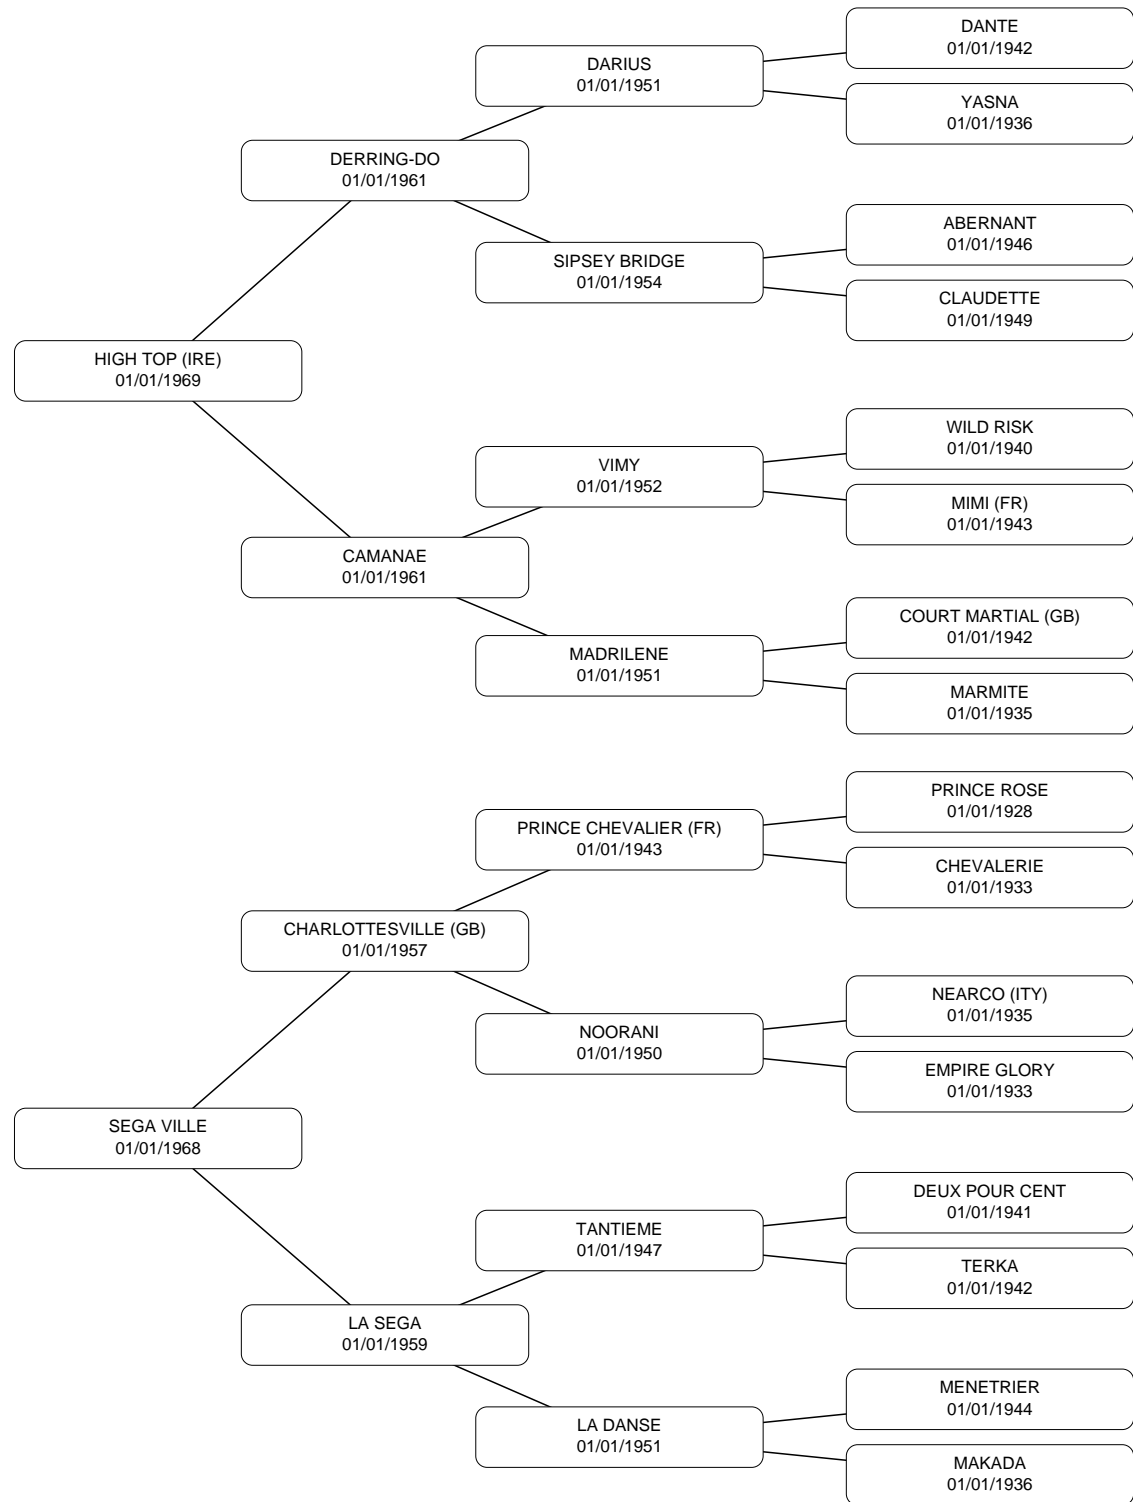 DANTE
01/01/1942
DARIUS
01/01/1951
YASNA
01/01/1936
DERRING-DO
01/01/1961
ABERNANT
01/01/1946
SIPSEY BRIDGE
01/01/1954
CLAUDETTE
01/01/1949
HIGH TOP (IRE)
01/01/1969
WILD RISK
01/01/1940
VIMY
01/01/1952
MIMI (FR)
01/01/1943
CAMANAE
01/01/1961
COURT MARTIAL (GB)
01/01/1942
MADRILENE
01/01/1951
MARMITE
01/01/1935
PRINCE ROSE
01/01/1928
PRINCE CHEVALIER (FR)
01/01/1943
CHEVALERIE
01/01/1933
CHARLOTTESVILLE (GB)
01/01/1957
NEARCO (ITY)
01/01/1935
NOORANI
01/01/1950
EMPIRE GLORY
01/01/1933
SEGA VILLE
01/01/1968
DEUX POUR CENT
01/01/1941
TANTIEME
01/01/1947
TERKA
01/01/1942
LA SEGA
01/01/1959
MENETRIER
01/01/1944
LA DANSE
01/01/1951
MAKADA
01/01/1936